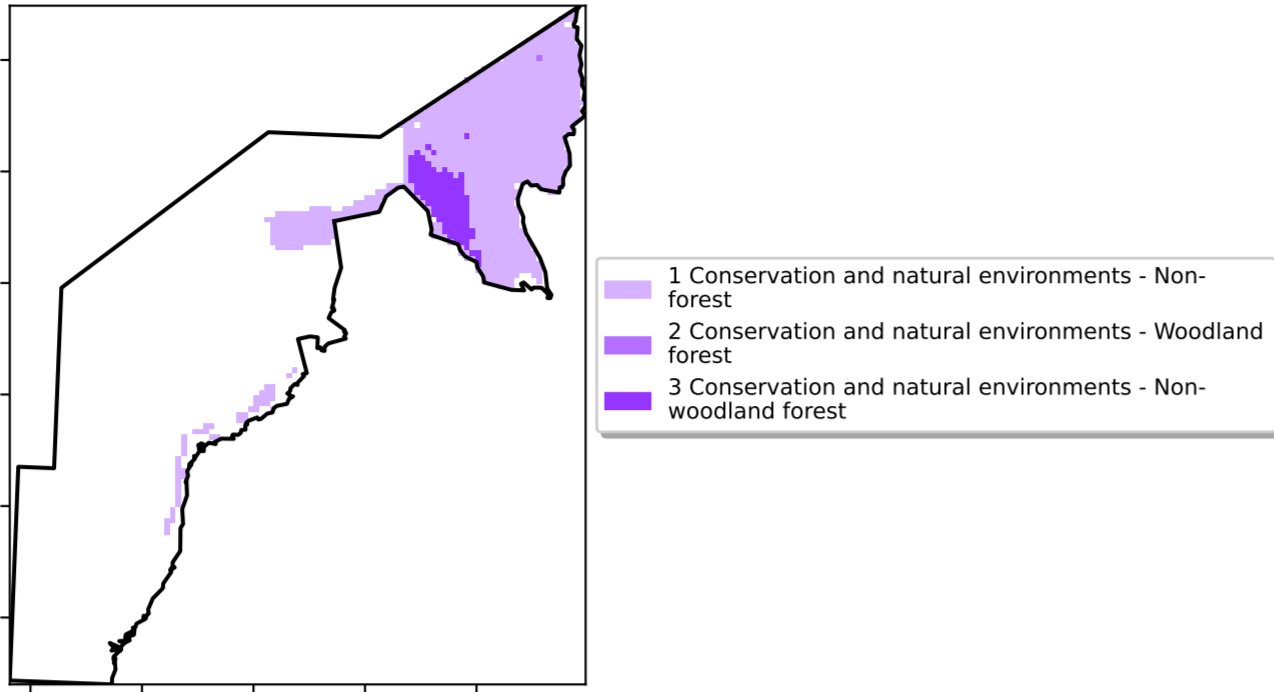 1 Conservation and natural environments - Non-
forest
2 Conservation and natural environments - Woodland
forest
3 Conservation and natural environments - Non-
woodland forest